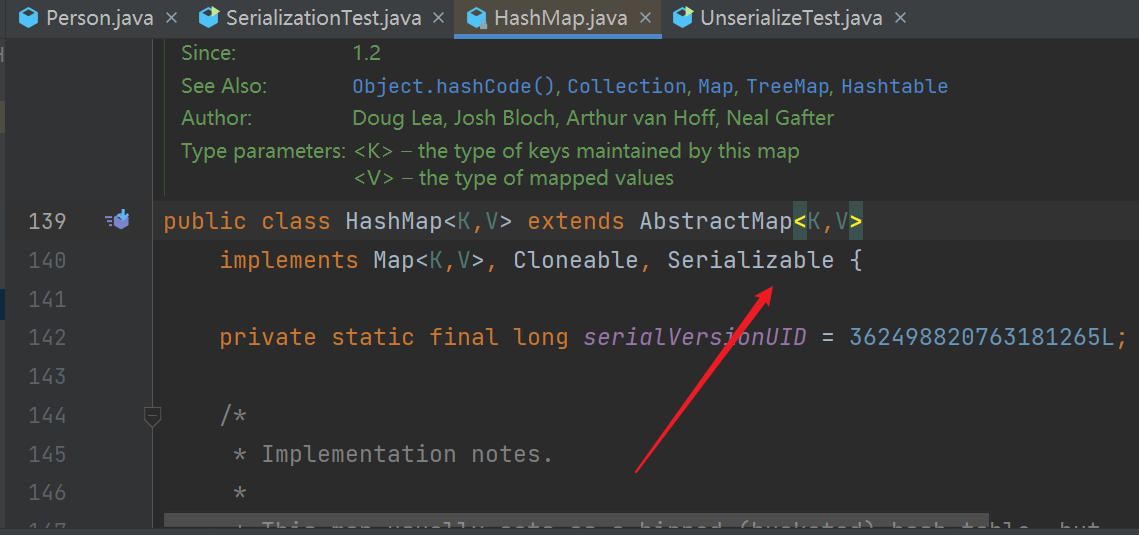 Person.java × SerializationTest.java × HashMap.java × UnserializeTest.java ×
Since: 1.2
See Also: Object.hashCode(), Collection, Map, TreeMap, Hashtable
Author: Doug Lea, Josh Bloch, Arthur van Hoff, Neal Gafter
Type parameters: <K> – the type of keys maintained by this map
<V> – the type of mapped values
139 public class HashMap<K,V> extends AbstractMap<K,V>
140 implements Map<K,V>, Cloneable, Serializable {
141
142 private static final long serialVersionUID = 362498820763181265L;
143
144 /*
145 * Implementation notes.
146 *